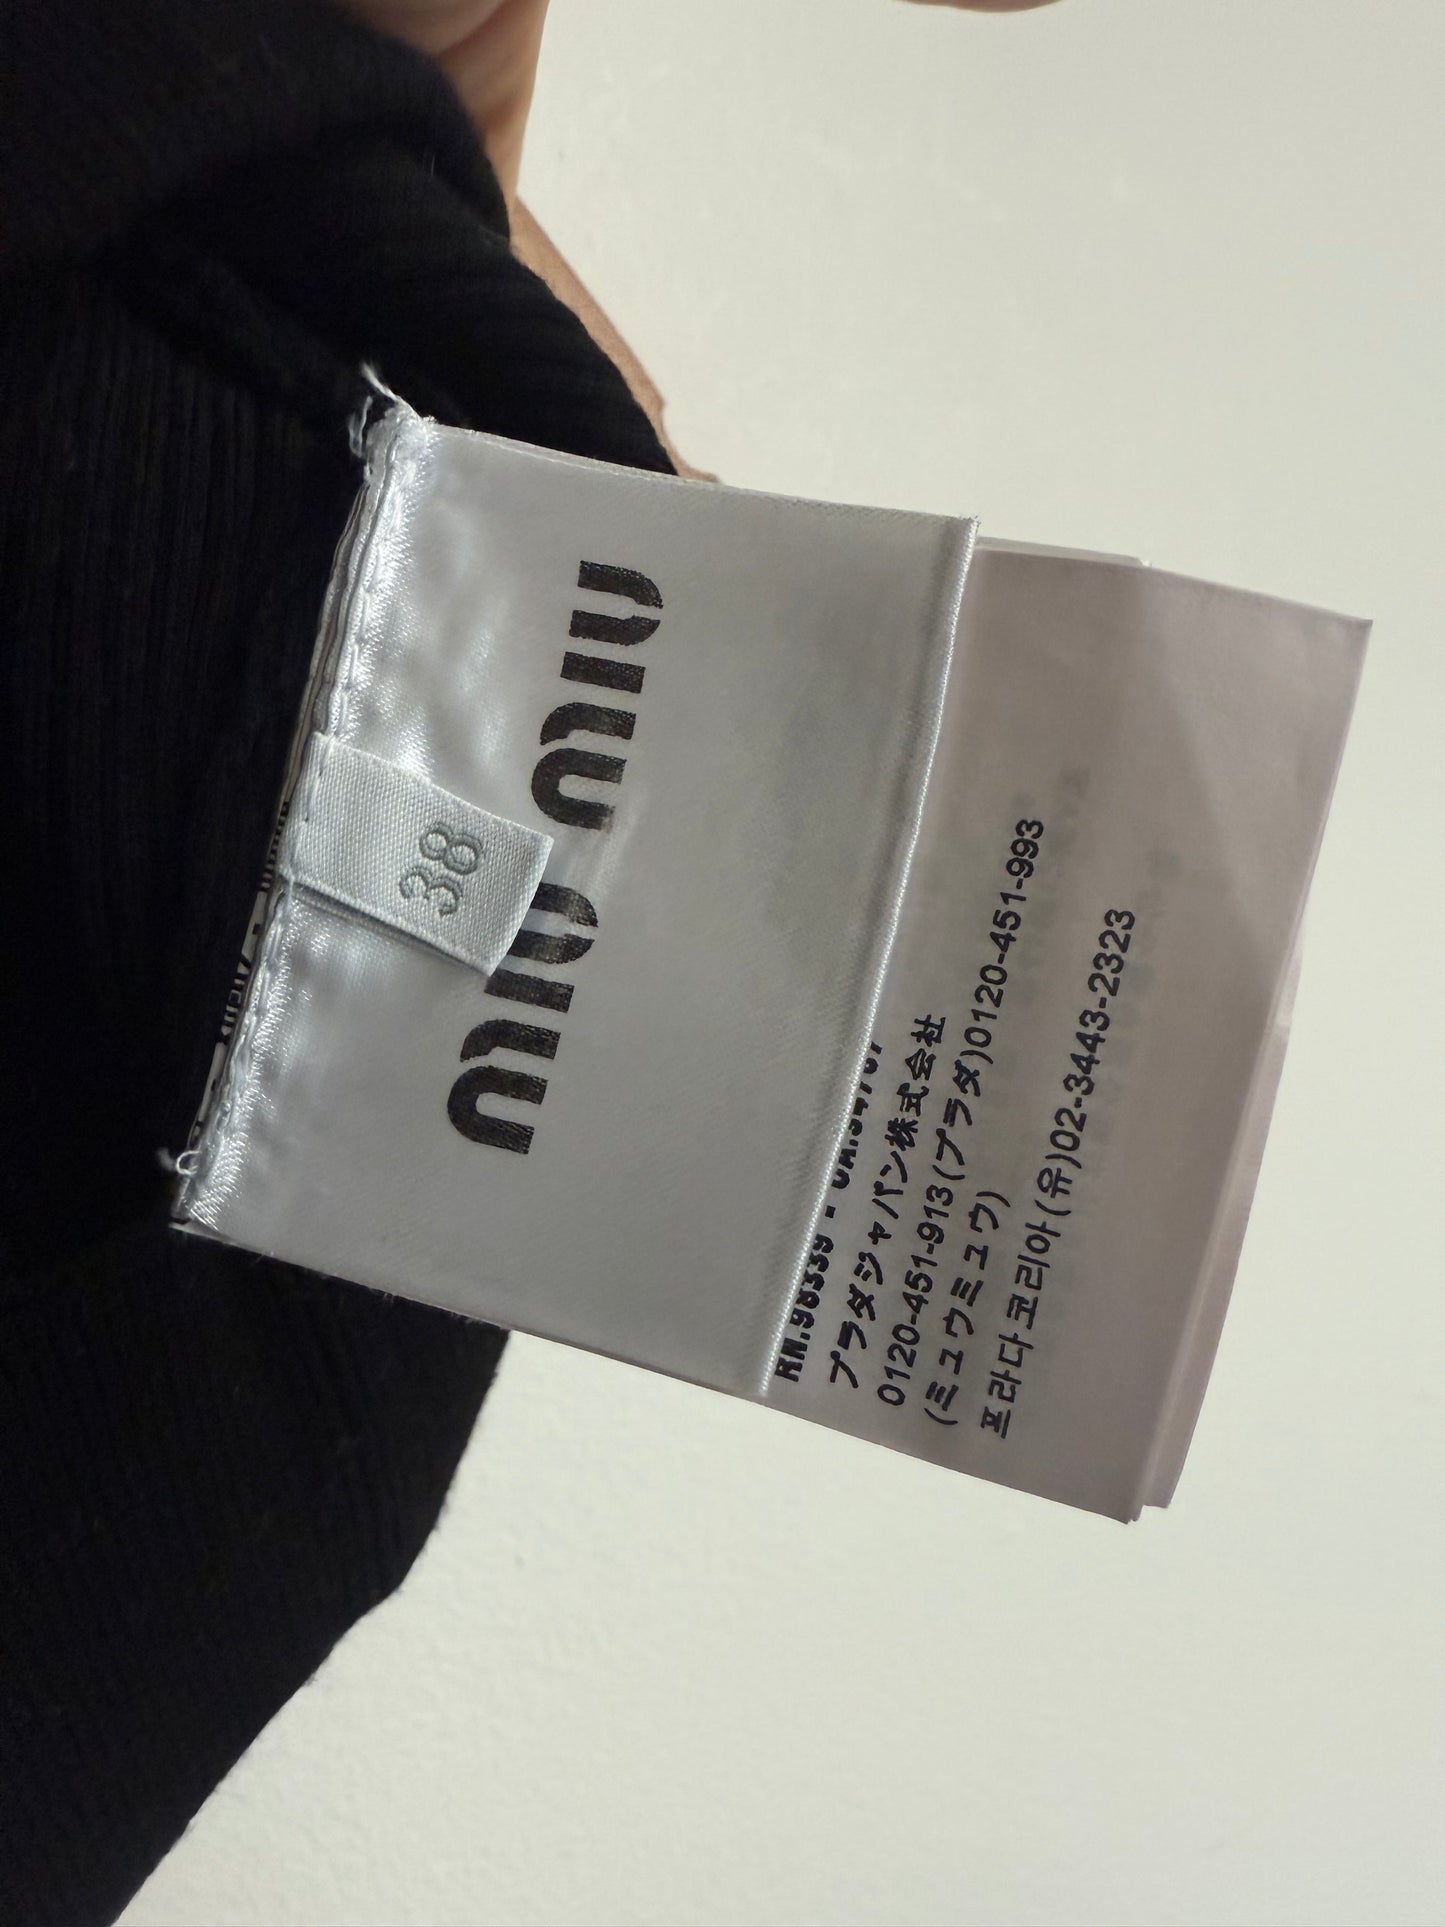 miu miu
38
RN.98339 - CA.34767
プラダジャパン株式会社
0120-451-913(プラダ)0120-451-993
(ミュウミュウ)
프라다코리아(유)02-3443-2323